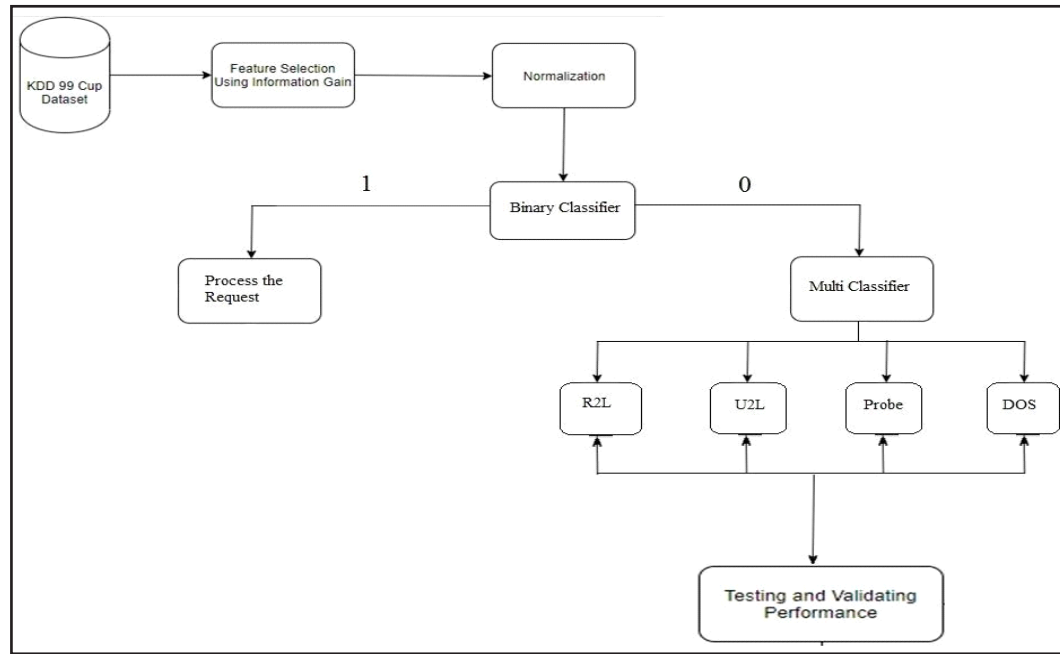 KDD 99 Cup
Dataset
Feature Selection
Using Information Gain
Normalization
1
Binary Classifier
0
Process the
Request
Multi Classifier
R2L
U2L
Probe
DOS
Testing and Validating
Performance